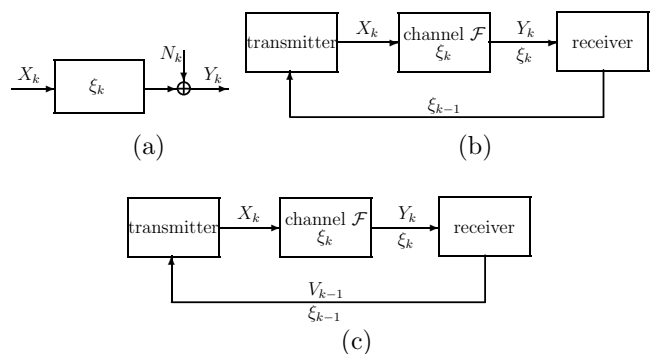 X_k
ξ_k
N_k
Y_k
(a)
transmitter
X_k
channel ℱ
ξ_k
Y_k
ξ_k
receiver
ξ_{k-1}
(b)
transmitter
X_k
channel ℱ
ξ_k
Y_k
ξ_k
receiver
V_{k-1}
ξ_{k-1}
(c)